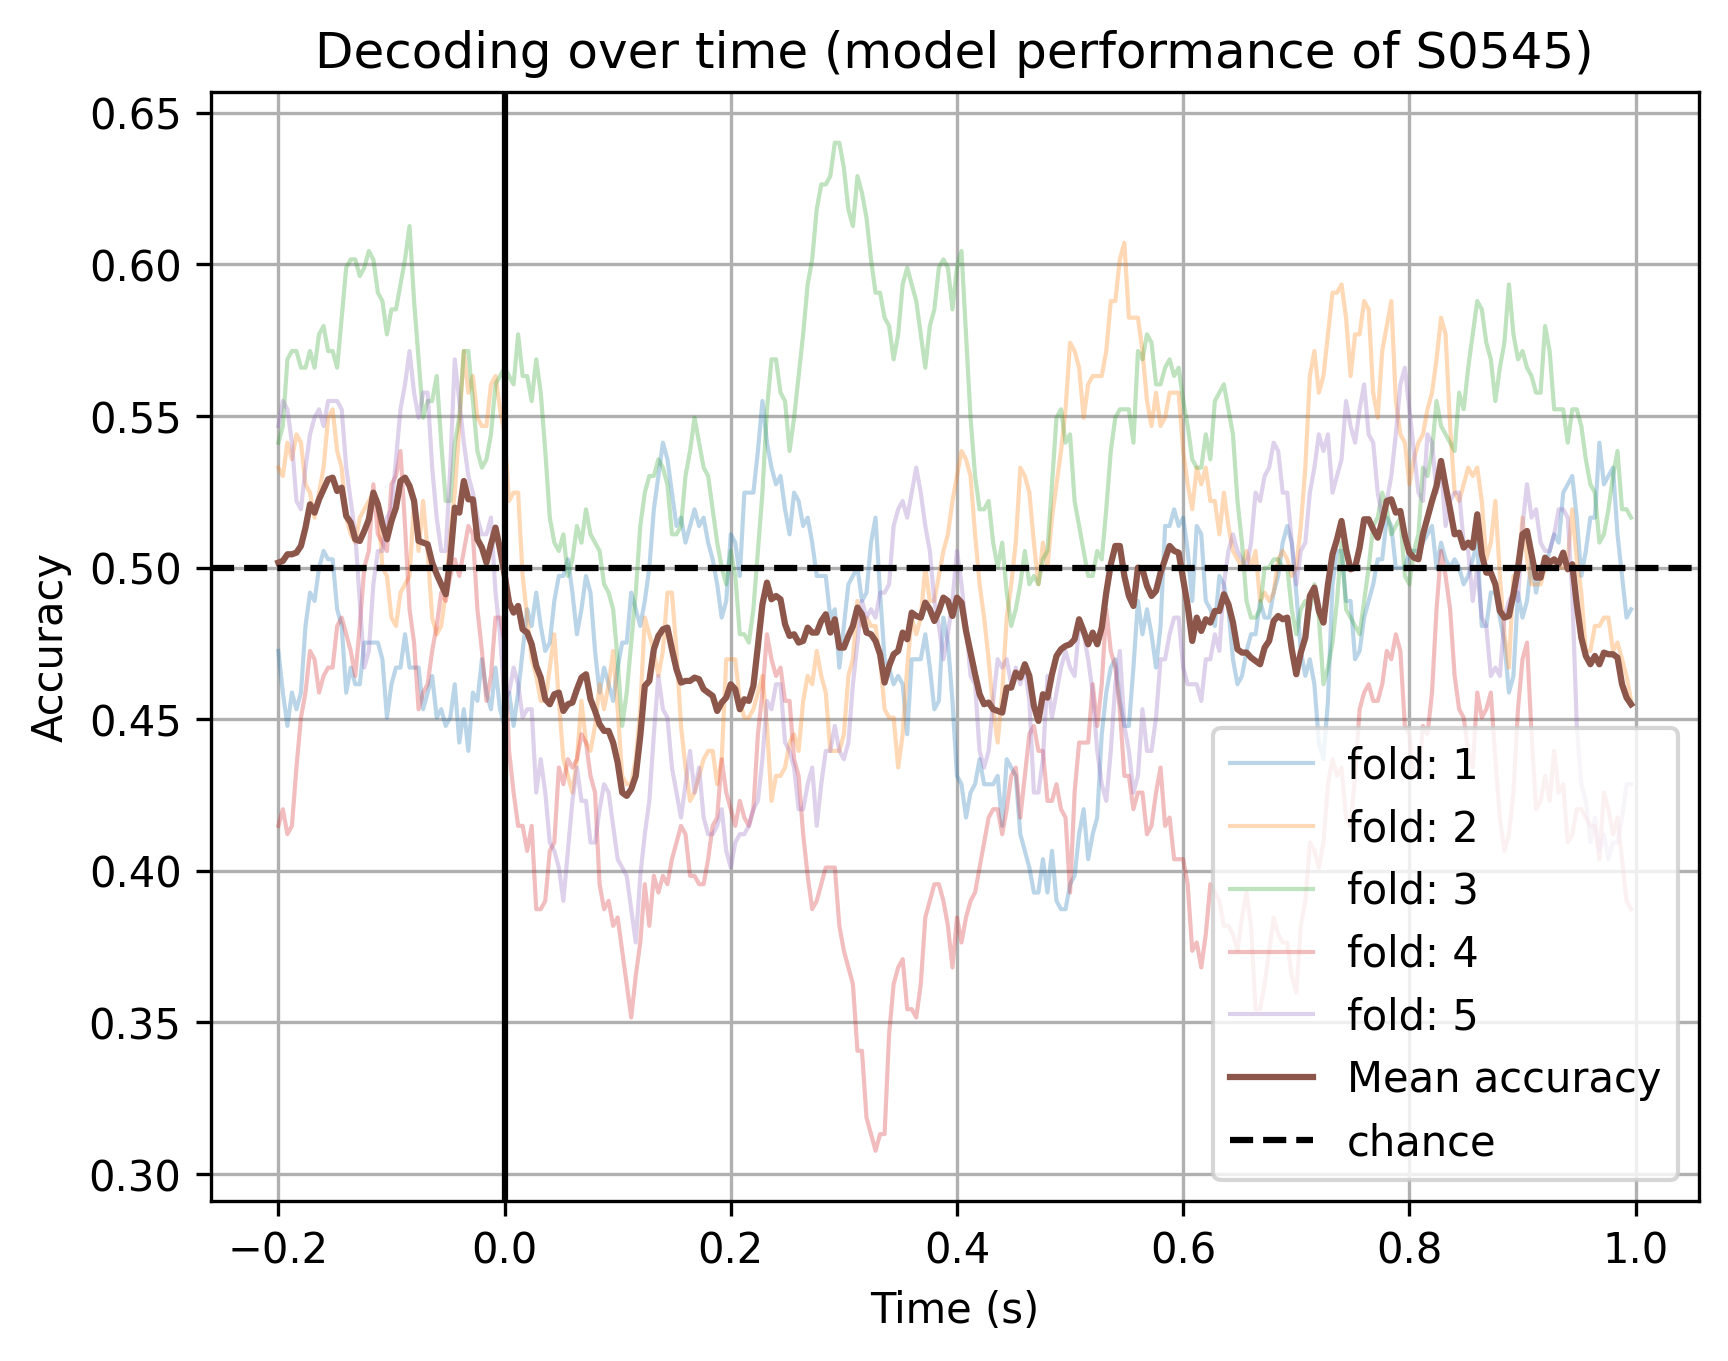 Decoding over time (model performance of S0545)
Accuracy
0.65
0.60
0.55
0.50
0.45
0.40
0.35
0.30
−0.2
0.0
0.2
0.4
0.6
0.8
1.0
Time (s)
fold: 1
fold: 2
fold: 3
fold: 4
fold: 5
Mean accuracy
chance